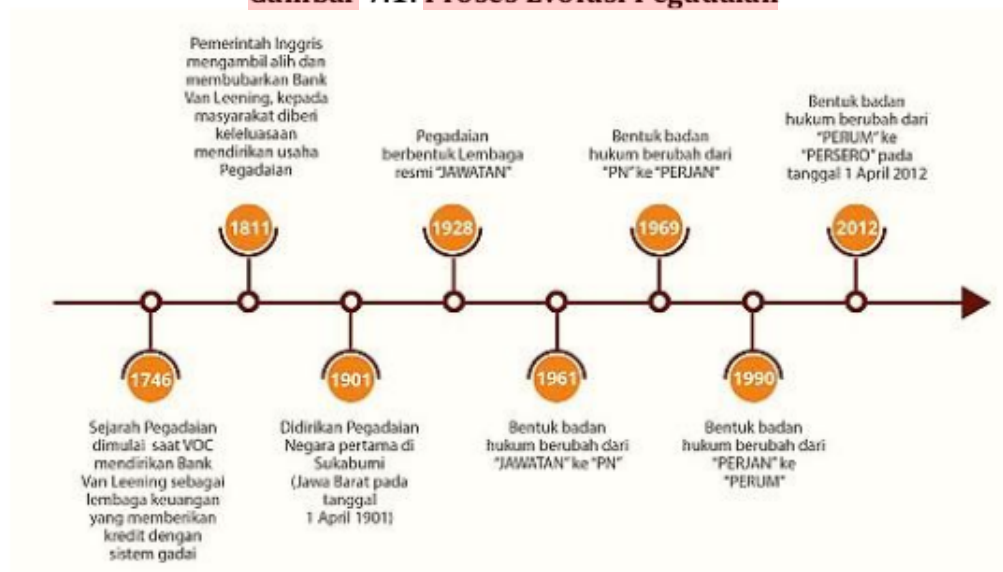 Gambar 7.1. Proses Evolusi Pegadaian
Pemerintah Inggris
mengambil alih dan
membubarkan Bank
Van Leening, kepada
masyarakat diberi
keleluasaan
mendirikan usaha
Pegadaian
Pegadaian
berbentuk Lembaga
resmi "JAWATAN"
Bentuk badan
hukum berubah dari
"PN" ke "PERJAN"
Bentuk badan
hukum berubah dari
"PERUM" ke
"PERSERO" pada
tanggal 1 April 2012
1811
1928
1969
2012
1746
1901
1961
1990
Sejarah Pegadaian
dimulai saat VOC
mendirikan Bank
Van Leening sebagai
lembaga keuangan
yang memberikan
kredit dengan
sistem gadai
Didirikan Pegadaian
Negara pertama di
Sukabumi
(Jawa Barat pada
tanggal
1 April 1901)
Bentuk badan
hukum berubah dari
"JAWATAN" ke "PN"
Bentuk badan
hukum berubah dari
"PERJAN" ke
"PERUM"